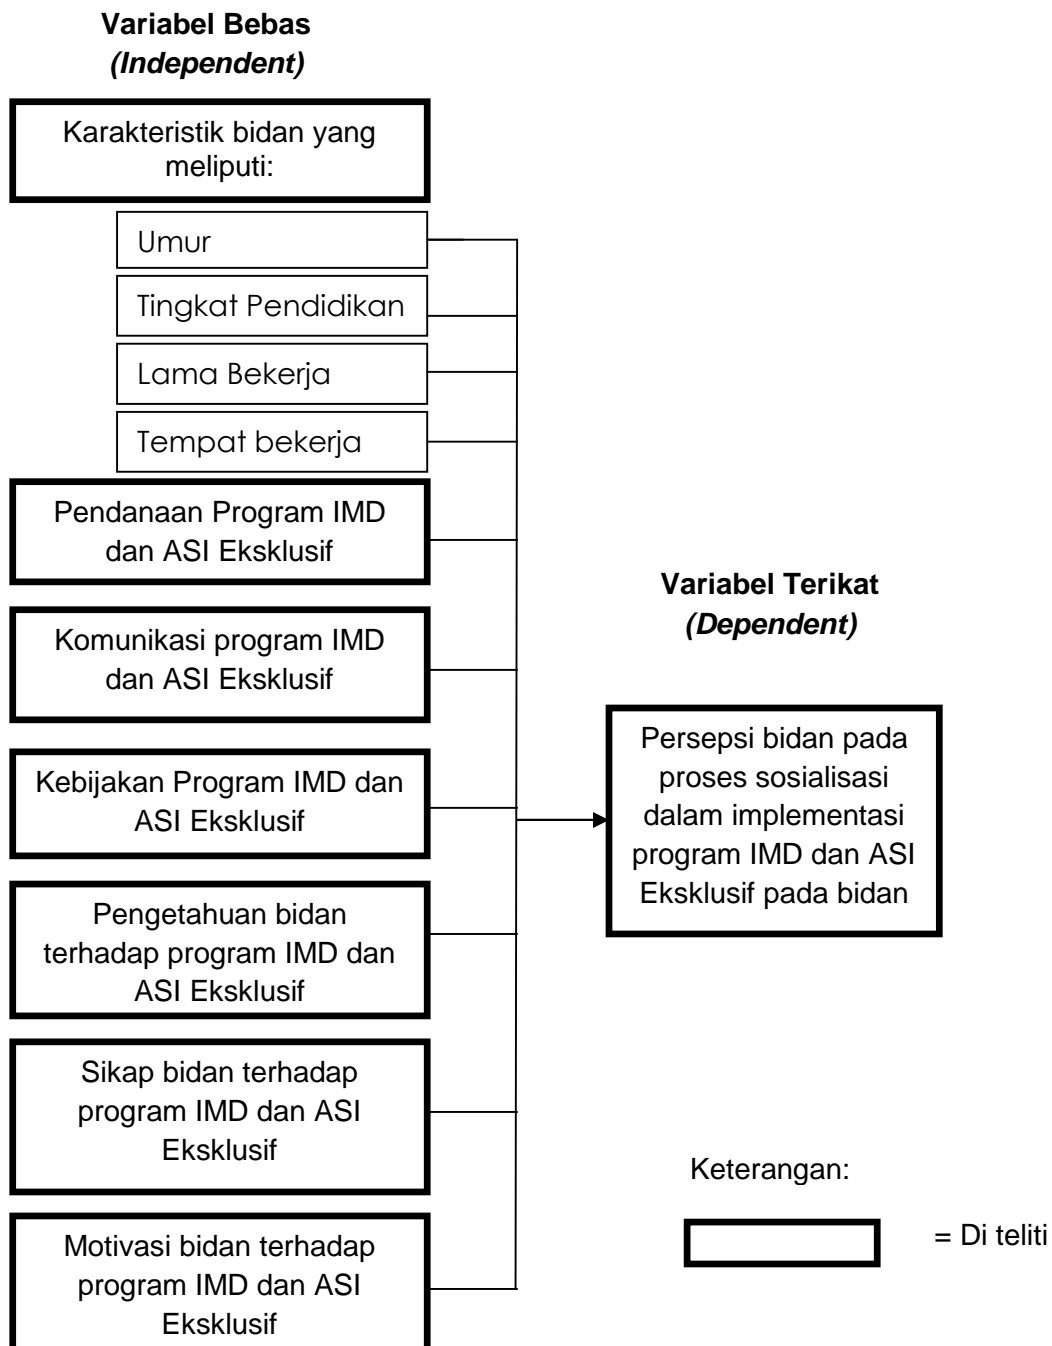 Variabel Bebas
(Independent)
Karakteristik bidan yang
meliputi:
Umur
Tingkat Pendidikan
Lama Bekerja
Tempat bekerja
Pendanaan Program IMD
dan ASI Eksklusif
Komunikasi program IMD
dan ASI Eksklusif
Kebijakan Program IMD dan
ASI Eksklusif
Pengetahuan bidan
terhadap program IMD dan
ASI Eksklusif
Sikap bidan terhadap
program IMD dan ASI
Eksklusif
Motivasi bidan terhadap
program IMD dan ASI
Eksklusif
Variabel Terikat
(Dependent)
Persepsi bidan pada
proses sosialisasi
dalam implementasi
program IMD dan ASI
Eksklusif pada bidan
Keterangan:
= Di teliti